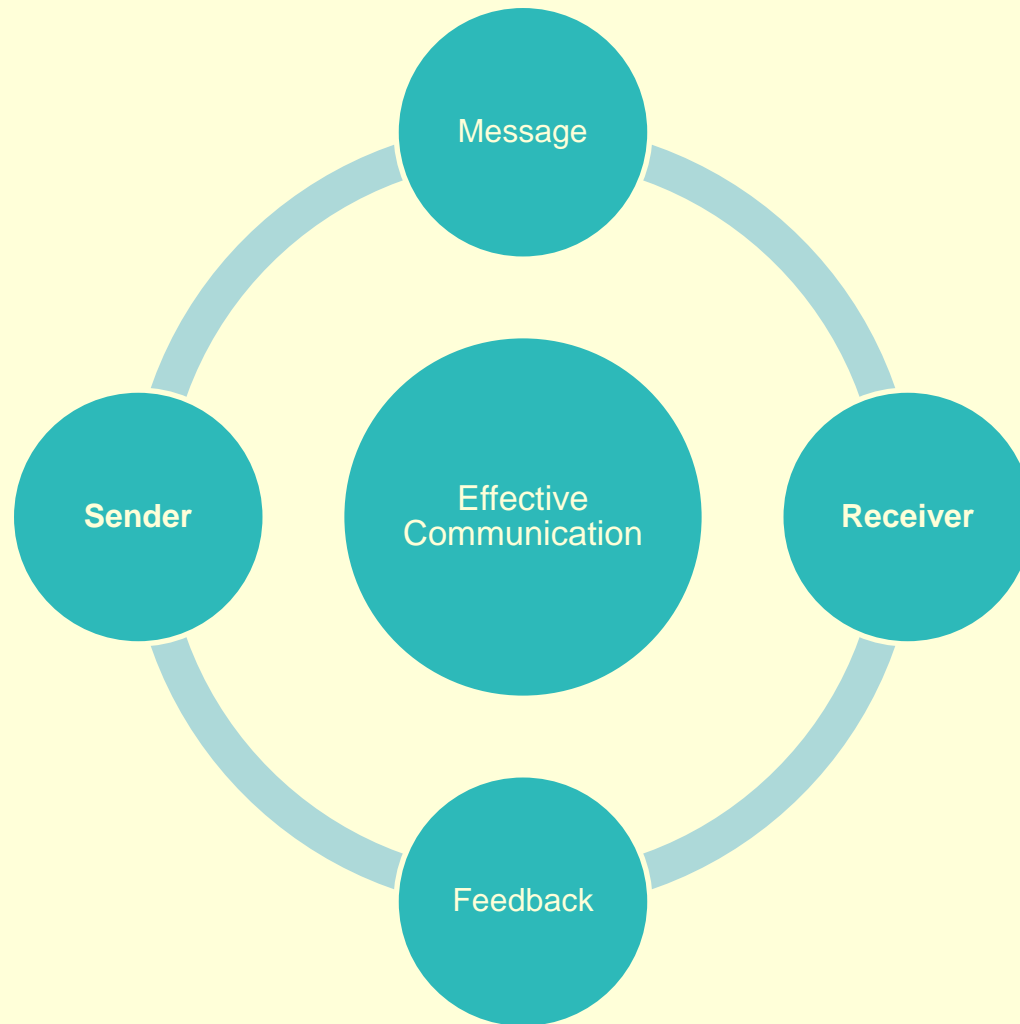 Message
Sender
Effective
Communication
Receiver
Feedback